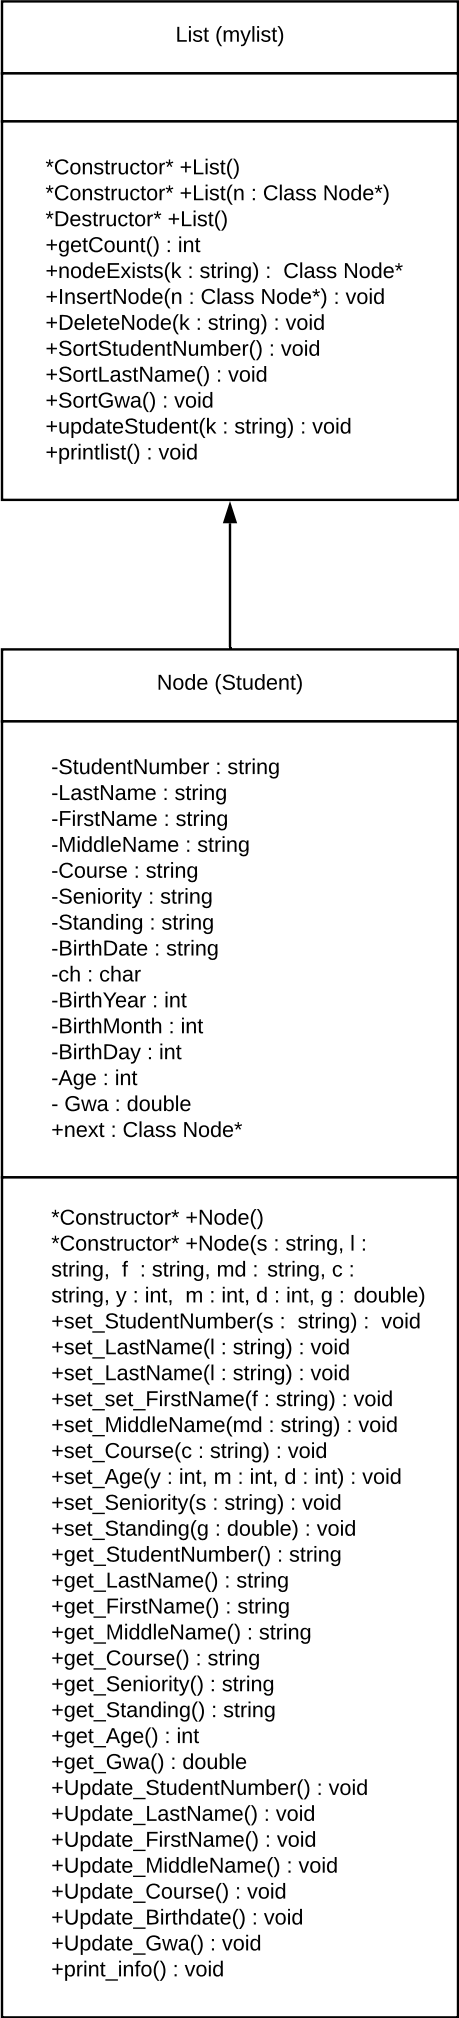 List (mylist)
*Constructor* +List()
*Constructor* +List(n : Class Node*)
*Destructor* +List()
+getCount() : int
+nodeExists(k : string) :  Class Node*
+InsertNode(n : Class Node*) : void
+DeleteNode(k : string) : void
+SortStudentNumber() : void
+SortLastName() : void
+SortGwa() : void
+updateStudent(k : string) : void
+printlist() : void
Node (Student)
-StudentNumber : string
-LastName : string
-FirstName : string
-MiddleName : string
-Course : string
-Seniority : string
-Standing : string
-BirthDate : string
-ch : char
-BirthYear : int
-BirthMonth : int
-BirthDay : int
-Age : int
- Gwa : double
+next : Class Node*
*Constructor* +Node()
*Constructor* +Node(s : string, l :
string,  f  : string, md :  string, c :
string, y : int,  m : int, d : int, g :  double)
+set_StudentNumber(s :  string) :  void
+set_LastName(l : string) : void
+set_LastName(l : string) : void
+set_set_FirstName(f : string) : void
+set_MiddleName(md : string) : void
+set_Course(c : string) : void
+set_Age(y : int, m : int, d : int) : void
+set_Seniority(s : string) : void
+set_Standing(g : double) : void
+get_StudentNumber() : string
+get_LastName() : string
+get_FirstName() : string
+get_MiddleName() : string
+get_Course() : string
+get_Seniority() : string
+get_Standing() : string
+get_Age() : int
+get_Gwa() : double
+Update_StudentNumber() : void
+Update_LastName() : void
+Update_FirstName() : void
+Update_MiddleName() : void
+Update_Course() : void
+Update_Birthdate() : void
+Update_Gwa() : void
+print_info() : void